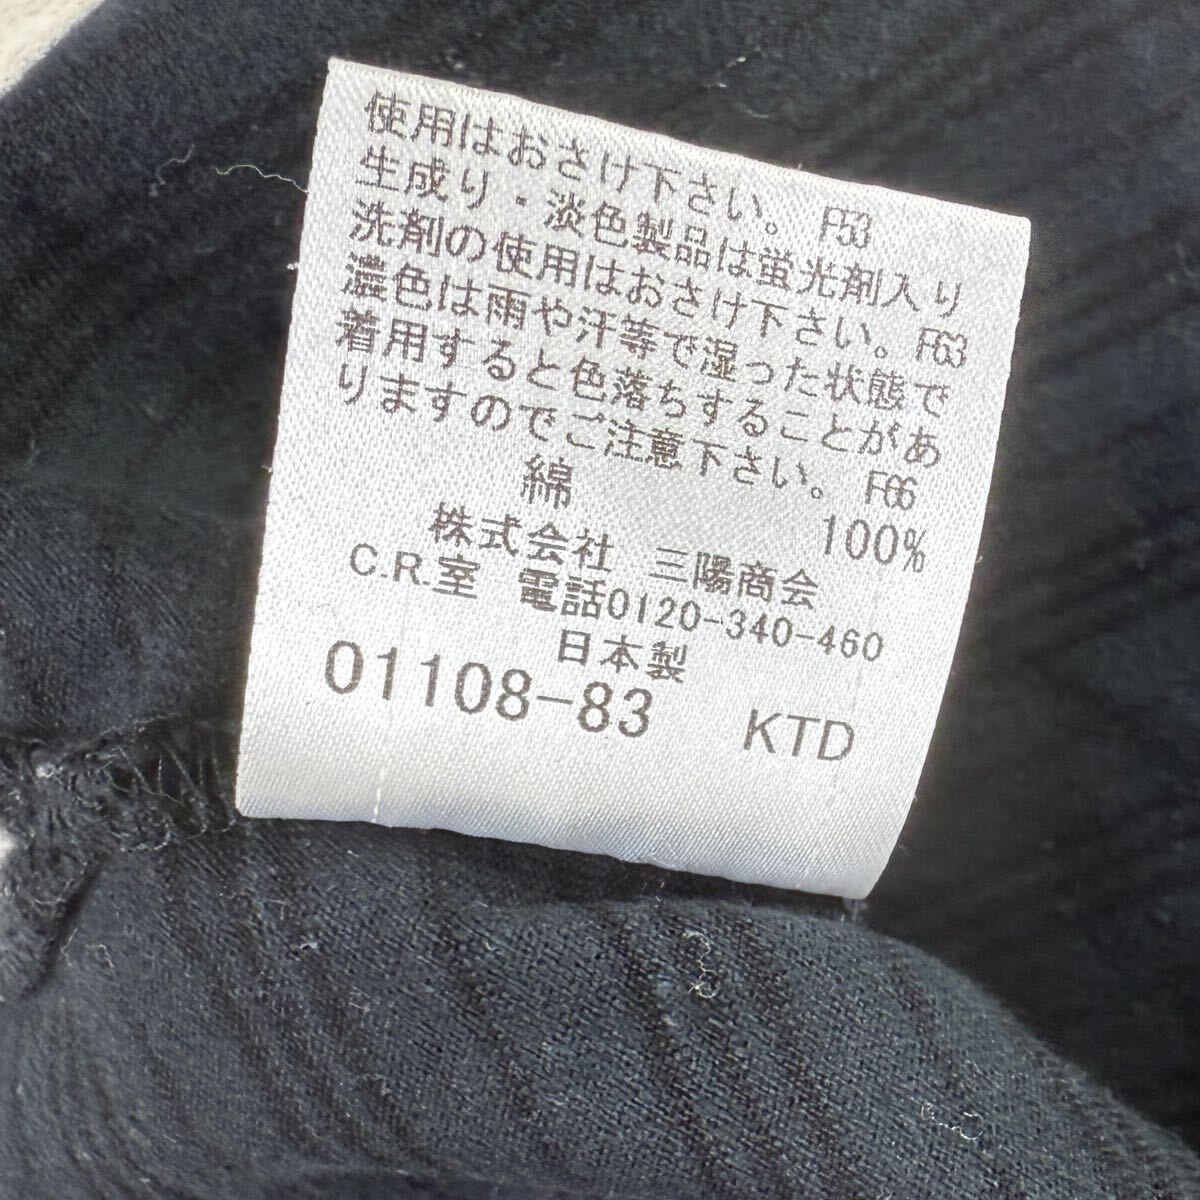 使用はおさけ下さい。 F53
生成り・淡色製品は蛍光剤入り
洗剤の使用はおさけ下さい。 F63
濃色は雨や汗等で湿った状態で
着用すると色落ちすることがあ
りますのでご注意下さい。 F66
綿 100%
株式会社 三陽商会
C.R.室 電話0120-340-460
日本製
01108-83 KTD